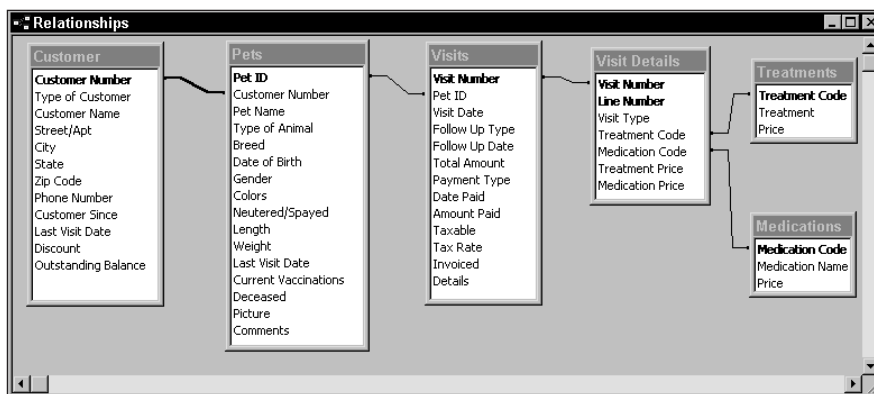 Relationships
Customer
Customer Number
Type of Customer
Customer Name
Street/Apt
City
State
Zip Code
Phone Number
Customer Since
Last Visit Date
Discount
Outstanding Balance
Pets
Pet ID
Customer Number
Pet Name
Type of Animal
Breed
Date of Birth
Gender
Colors
Neutered/Spayed
Length
Weight
Last Visit Date
Current Vaccinations
Deceased
Picture
Comments
Visits
Visit Number
Pet ID
Visit Date
Follow Up Type
Follow Up Date
Total Amount
Payment Type
Date Paid
Amount Paid
Taxable
Tax Rate
Invoiced
Details
Visit Details
Visit Number
Line Number
Visit Type
Treatment Code
Medication Code
Treatment Price
Medication Price
Treatments
Treatment Code
Treatment
Price
Medications
Medication Code
Medication Name
Price